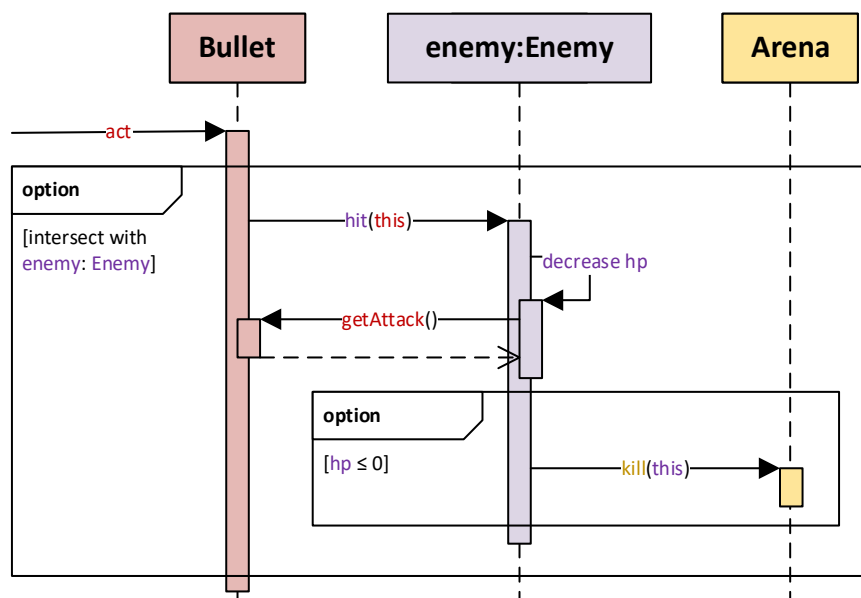 Bullet
enemy:Enemy
Arena
act
option
[intersect with
enemy: Enemy]
hit(this)
decrease hp
getAttack()
option
[hp ≤ 0]
kill(this)